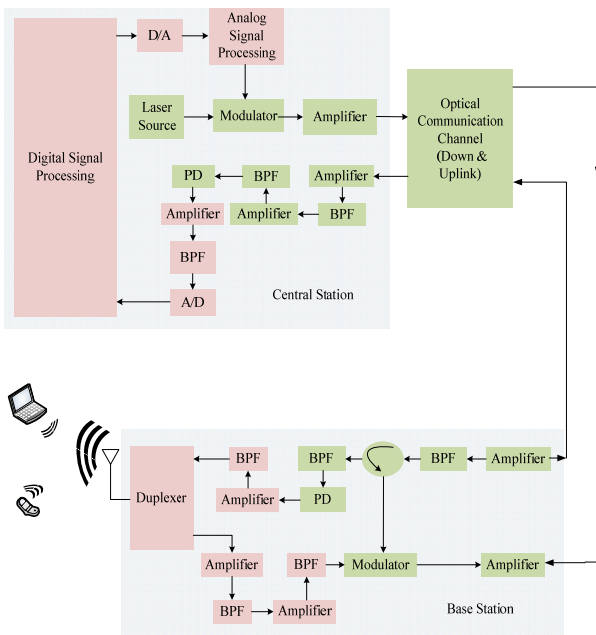 D/A
Analog
Signal
Processing
Digital Signal
Processing
Laser
Source
Modulator
Amplifier
Optical
Communication
Channel
(Down &
Uplink)
PD
BPF
Amplifier
Amplifier
Amplifier
BPF
BPF
A/D
Central Station
Duplexer
BPF
BPF
BPF
Amplifier
Amplifier
PD
Amplifier
BPF
Modulator
Amplifier
BPF
Amplifier
Base Station